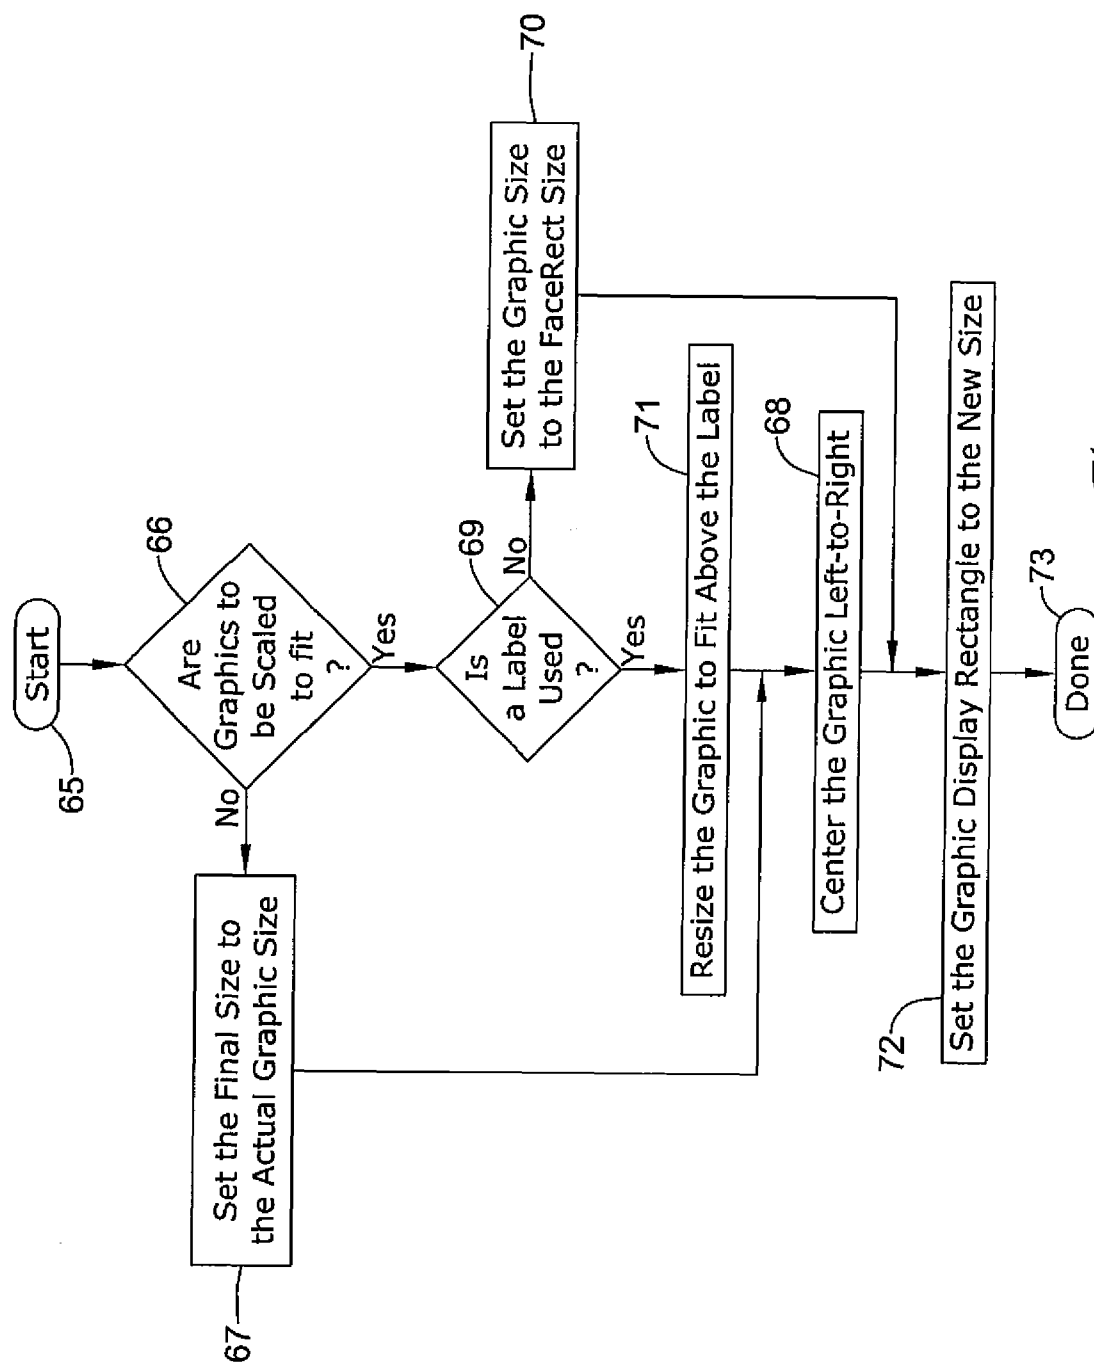 Start
65
66
Are
Graphics to
be Scaled
to fit
?
No
Yes
Set the Final Size to
the Actual Graphic Size
67
69
Is
a Label
Used
?
No
Yes
70
Set the Graphic Size
to the FaceRect Size
71
Resize the Graphic to Fit Above the Label
68
Center the Graphic Left-to-Right
72
Set the Graphic Display Rectangle to the New Size
73
Done